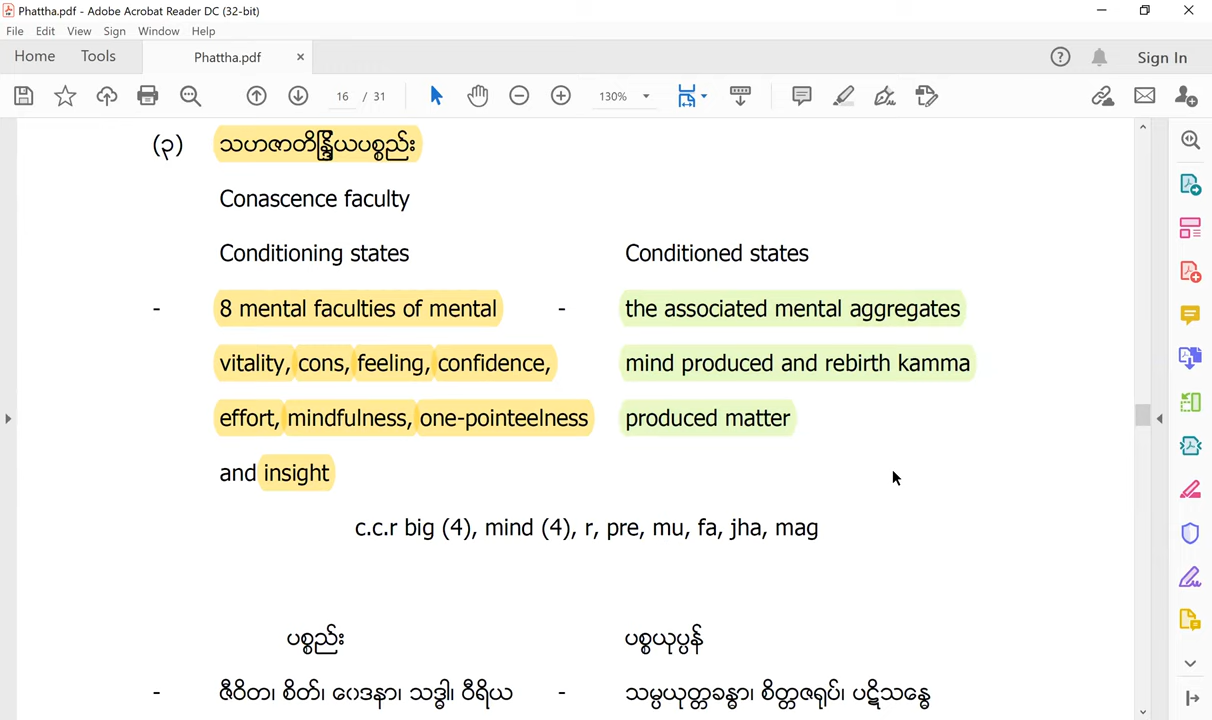 Phattha.pdf - Adobe Acrobat Reader DC (32-bit)
File Edit View Sign Window Help
Home Tools Phattha.pdf × Sign In
16 / 31 130%
(၃) သဟဇာတိန္ဒြိယပစ္စည်း
Conascence faculty
Conditioning states Conditioned states
- 8 mental faculties of mental - the associated mental aggregates
vitality, cons, feeling, confidence, mind produced and rebirth kamma
effort, mindfulness, one-pointeelness produced matter
and insight
c.c.r big (4), mind (4), r, pre, mu, fa, jha, mag
ပစ္စည်း ပစ္စယုပ္ပန်
- ဇီဝိတ၊ စိတ်၊ ဝေဒနာ၊ သဒ္ဓါ၊ ဝီရိယ - သမ္ပယုတ္တခန္ဓာ၊ စိတ္တဇရုပ်၊ ပဋိသန္ဓေ